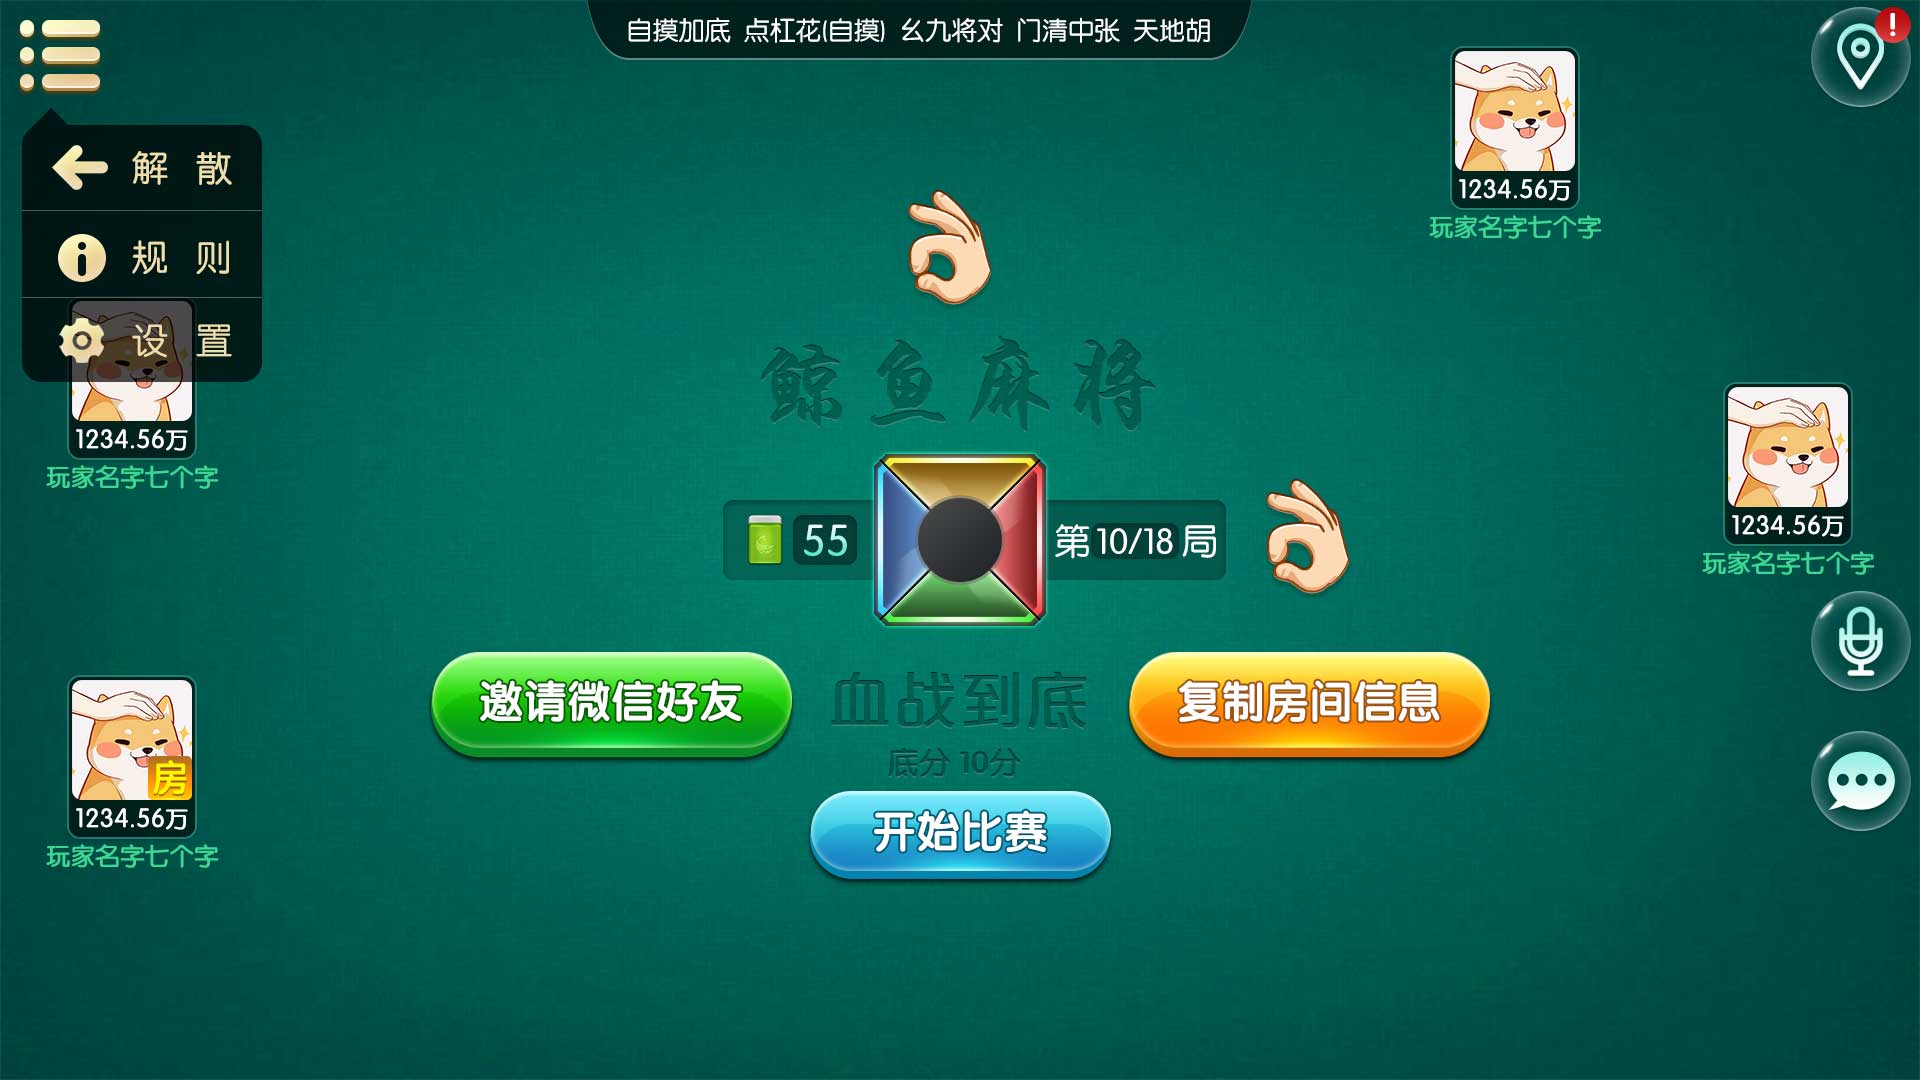 自摸加底 点杠花(自摸) 幺九将对 门清中张 天地胡
!
解 散
规 则
设 置
1234.56万
玩家名字七个字
1234.56万
玩家名字七个字
鲸鱼麻将
55
第10/18局
1234.56万
玩家名字七个字
邀请微信好友
血战到底
复制房间信息
底分 10分
房
1234.56万
玩家名字七个字
开始比赛